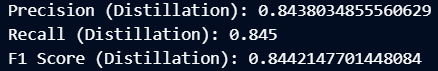 Precision (Distillation): 0.8438034855560629
Recall (Distillation): 0.845
F1 Score (Distillation): 0.8442147701448084